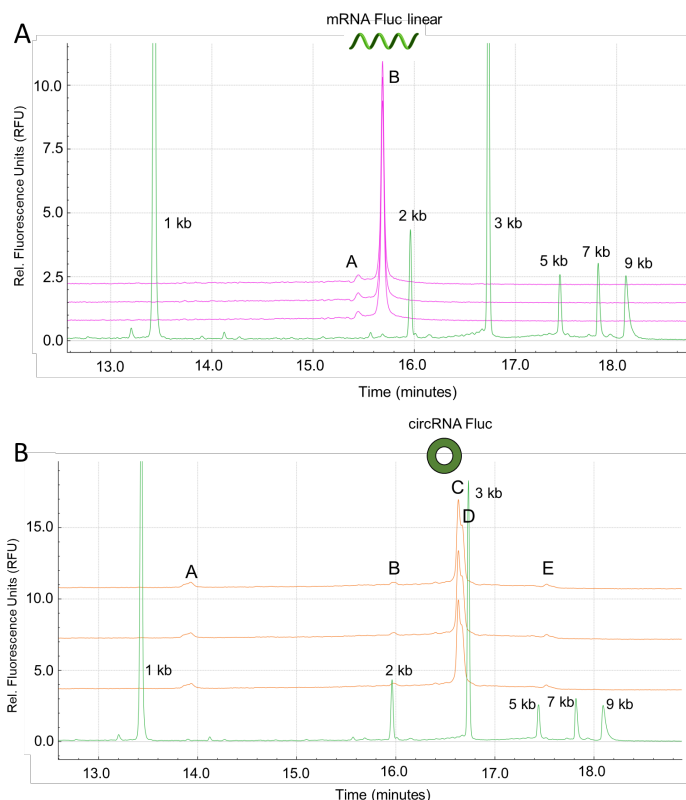 A
mRNA Fluc linear
Rel. Fluorescence Units (RFU)
10.0
7.5
5.0
2.5
0.0
B
1 kb
2 kb
3 kb
A
5 kb
7 kb
9 kb
13.0 14.0 15.0 16.0 17.0 18.0
Time (minutes)
B
circRNA Fluc
Rel. Fluorescence Units (RFU)
15.0
10.0
5.0
0.0
C
3 kb
D
A
B
E
1 kb
2 kb
5 kb
7 kb
9 kb
13.0 14.0 15.0 16.0 17.0 18.0
Time (minutes)